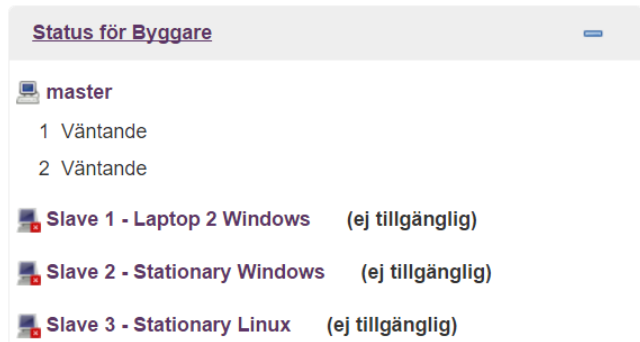 Status för Byggare
master
1 Väntande
2 Väntande
Slave 1 - Laptop 2 Windows (ej tillgänglig)
Slave 2 - Stationary Windows (ej tillgänglig)
Slave 3 - Stationary Linux (ej tillgänglig)